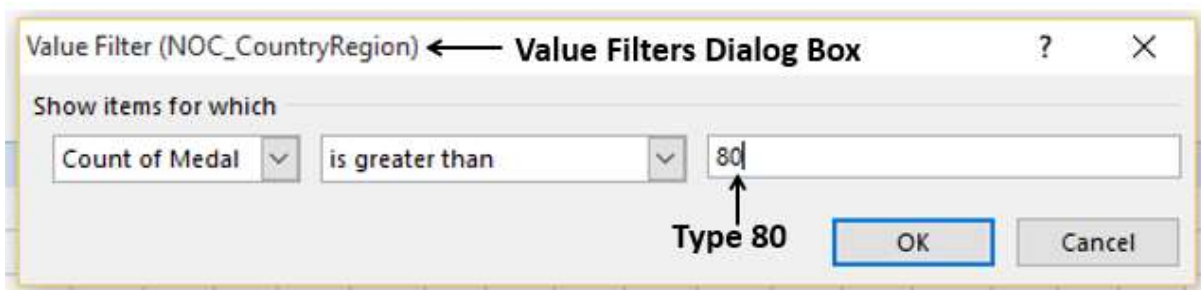 Value Filter (NOC_CountryRegion) Value Filters Dialog Box ?
Show items for which
Count of Medal is greater than 80
Type 80 OK Cancel